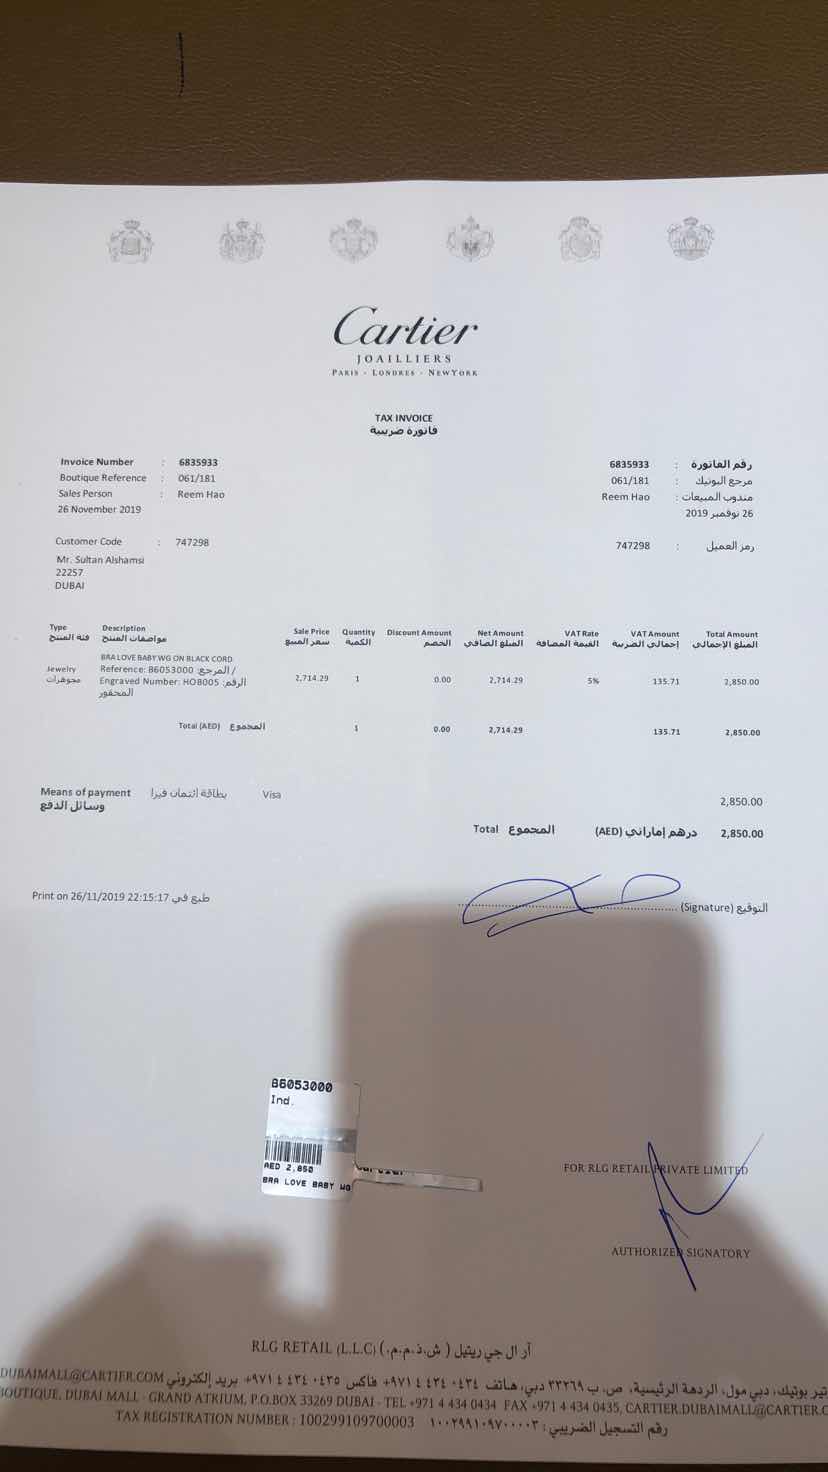 Cartier
JOAILLIERS
PARIS - LONDRES - NEWYORK
TAX INVOICE
فاتورة ضريبية
Invoice Number : 6835933
Boutique Reference : 061/181
Sales Person : Reem Hao
26 November 2019
رقم الفاتورة : 6835933
مرجع البوتيك : 061/181
مندوب المبيعات : Reem Hao
26 نوفمبر 2019
Customer Code : 747298
Mr. Sultan Alshamsi
22257
DUBAI
رمز العميل : 747298
Type Description Sale Price Quantity Discount Amount Net Amount VAT Rate VAT Amount Total Amount
فئة المنتج مواصفات المنتج سعر المبيع الكمية الخصم المبلغ الصافي القيمة المضافة إجمالي الضريبة المبلغ الإجمالي
BRA LOVE BABY WG ON BLACK CORD
Jewelry Reference: B6053000 المرجع: /
مجوهرات Engraved Number: HOB005 الرقم: 2,714.29 1 0.00 2,714.29 5% 135.71 2,850.00
المحفور
Total (AED) المجموع 1 0.00 2,714.29 135.71 2,850.00
Means of payment بطاقة ائتمان فيزا Visa 2,850.00
وسائل الدفع
Total المجموع (AED) درهم إماراتي 2,850.00
Print on 26/11/2019 22:15:17 طبع في
(Signature) التوقيع
B6053000
Ind.
AED 2,850
BRA LOVE BABY WG
FOR RLG RETAIL PRIVATE LIMITED
AUTHORIZED SIGNATORY
RLG RETAIL (L.L.C) آر ال جي ريتيل ( ش.ذ.م.م.)
تير بوتيك، دبي مول، الردهة الرئيسية، ص. ب ٣٣٢٦٩ دبي، هاتف ٠٤٣٤ ٤٣٤ ٤ ٩٧١+ فاكس ٠٤٣٥ ٤٣٤ ٤ ٩٧١+ بريد إلكتروني DUBAIMALL@CARTIER.COM
BOUTIQUE, DUBAI MALL - GRAND ATRIUM, P.O.BOX 33269 DUBAI - TEL +971 4 434 0434 FAX +971 4 434 0435, CARTIER.DUBAIMALL@CARTIER.C
TAX REGISTRATION NUMBER : 100299109700003 رقم التسجيل الضريبي : ١٠٠٢٩٩١٠٩٧٠٠٠٠٣